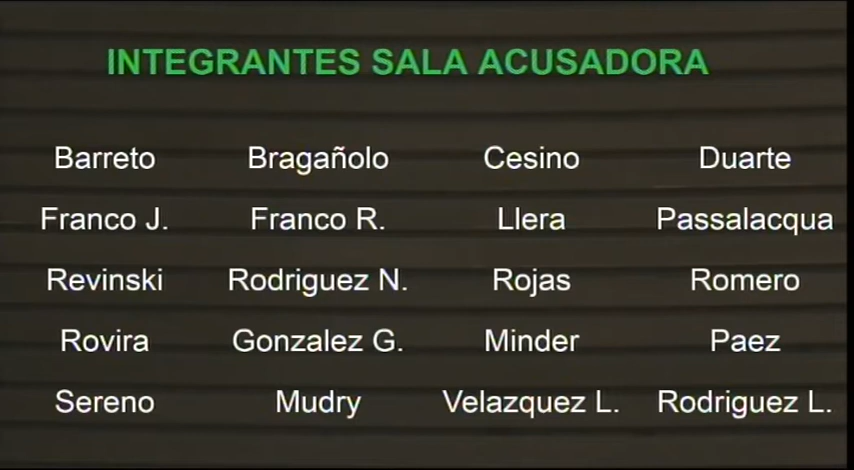 INTEGRANTES SALA ACUSADORA
Barreto Bragañolo Cesino Duarte
Franco J. Franco R. Llera Passalacqua
Revinski Rodriguez N. Rojas Romero
Rovira Gonzalez G. Minder Paez
Sereno Mudry Velazquez L. Rodriguez L.